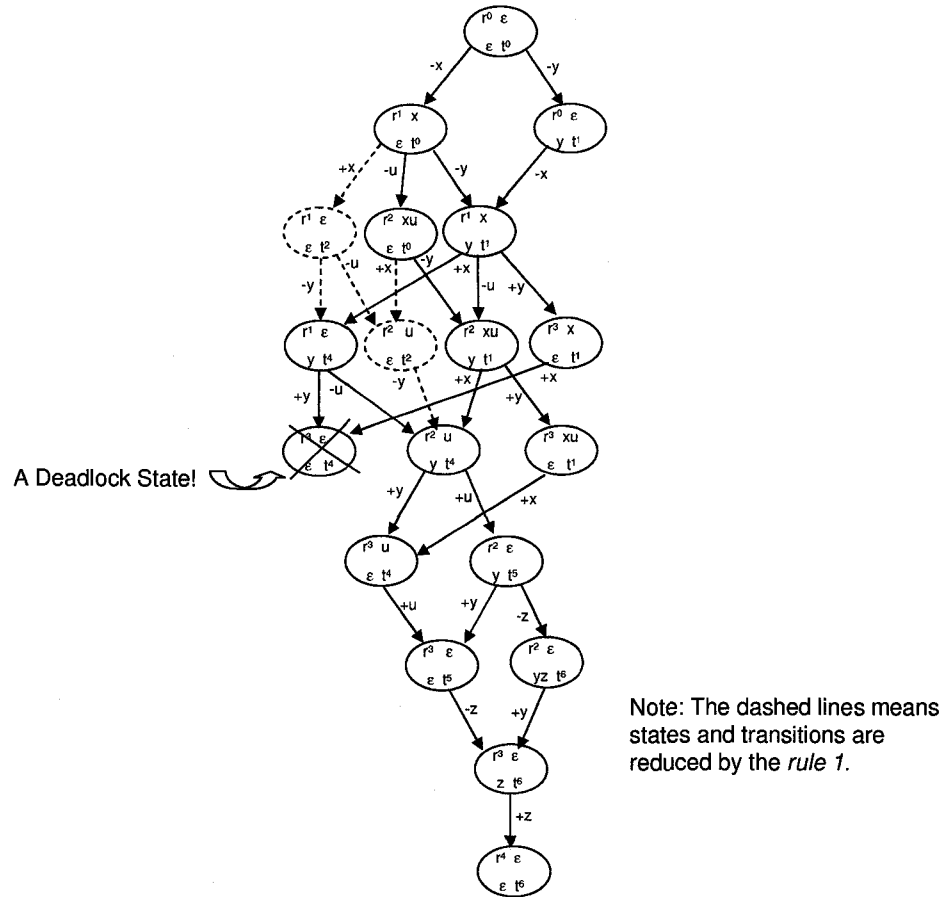 r⁰ ε
ε t⁰
-x
-y
r¹ x
ε t⁰
r⁰ ε
y t¹
+x
-u
-y
-x
r¹ ε
ε t²
r² xu
ε t⁰
r¹ x
y t¹
-y
-u
+x
-y
+x
-u
+y
r¹ ε
y t⁴
r² u
ε t²
r² xu
y t¹
r³ x
ε t¹
+y
-u
-y
+x
+y
+x
r³ ε
ε t⁴
r² u
y t⁴
r³ xu
ε t¹
A Deadlock State!
+y
+u
+x
r³ u
ε t⁴
r² ε
y t⁵
+u
+y
-z
r³ ε
ε t⁵
r² ε
yz t⁶
-z
+y
Note: The dashed lines means
states and transitions are
reduced by the rule 1.
r³ ε
z t⁶
+z
r⁴ ε
ε t⁶